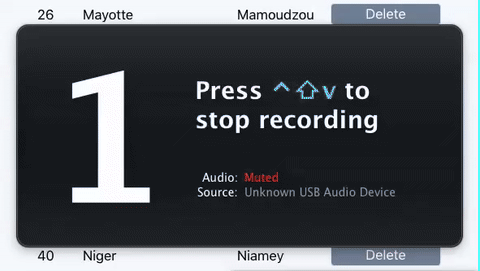 26 Mayotte Mamoudzou Delete
1
Press ⌃⇧v to
stop recording
Audio: Muted
Source: Unknown USB Audio Device
40 Niger Niamey Delete